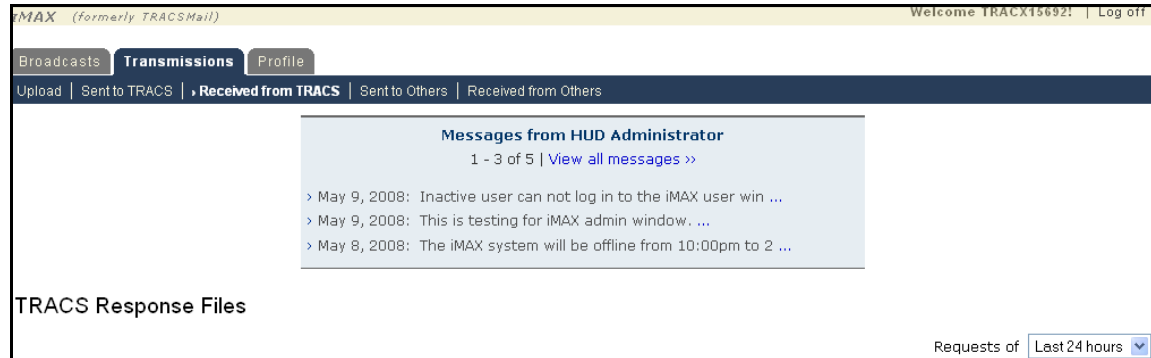 iMAX (formerly TRACSMail) Welcome TRACX15692! | Log off
Broadcasts Transmissions Profile
Upload | Sent to TRACS | › Received from TRACS | Sent to Others | Received from Others
Messages from HUD Administrator
1 - 3 of 5 | View all messages ››
› May 9, 2008: Inactive user can not log in to the iMAX user win ...
› May 9, 2008: This is testing for iMAX admin window. ...
› May 8, 2008: The iMAX system will be offline from 10:00pm to 2 ...
TRACS Response Files
Requests of Last 24 hours